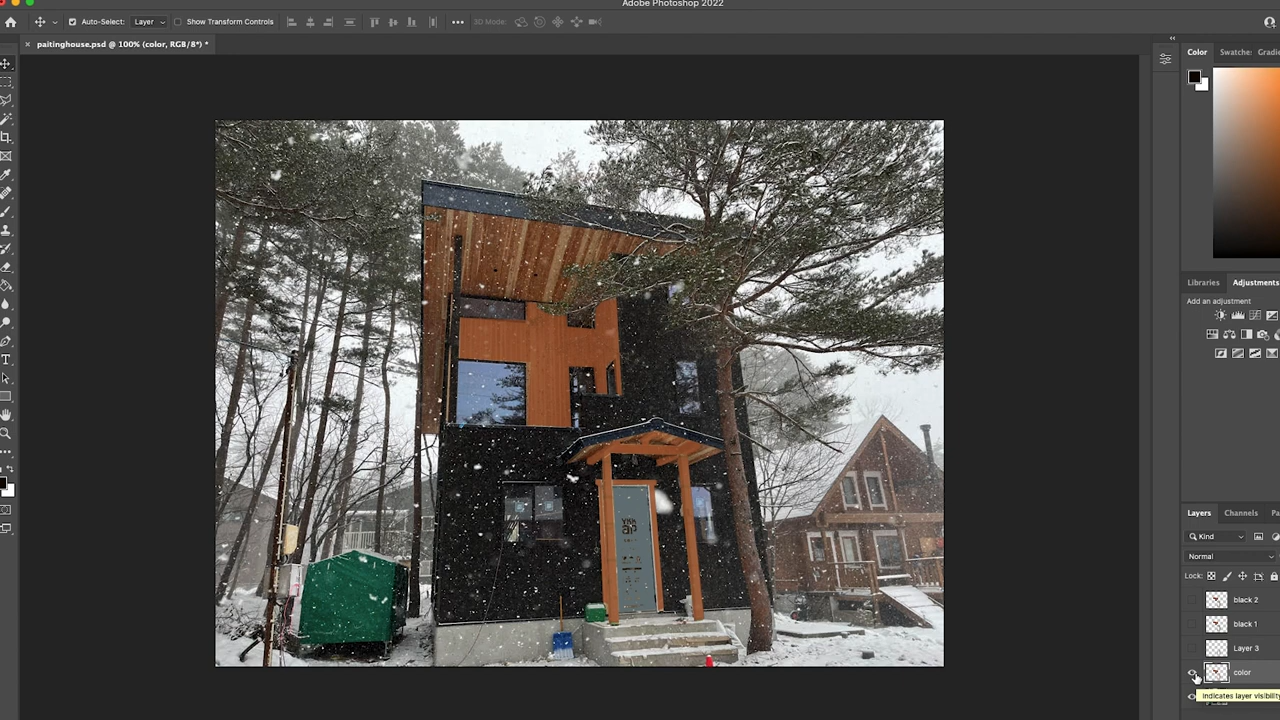 Adobe Photoshop 2022
Auto-Select: Layer Show Transform Controls 3D Mode:
paitinghouse.psd @ 100% (color, RGB/8*) *
Color Swatche: Gradi
Libraries Adjustments
Add an adjustment
Layers Channels Pa
Kind
Normal
Lock:
black 2
black 1
Layer 3
color
Indicates layer visibility